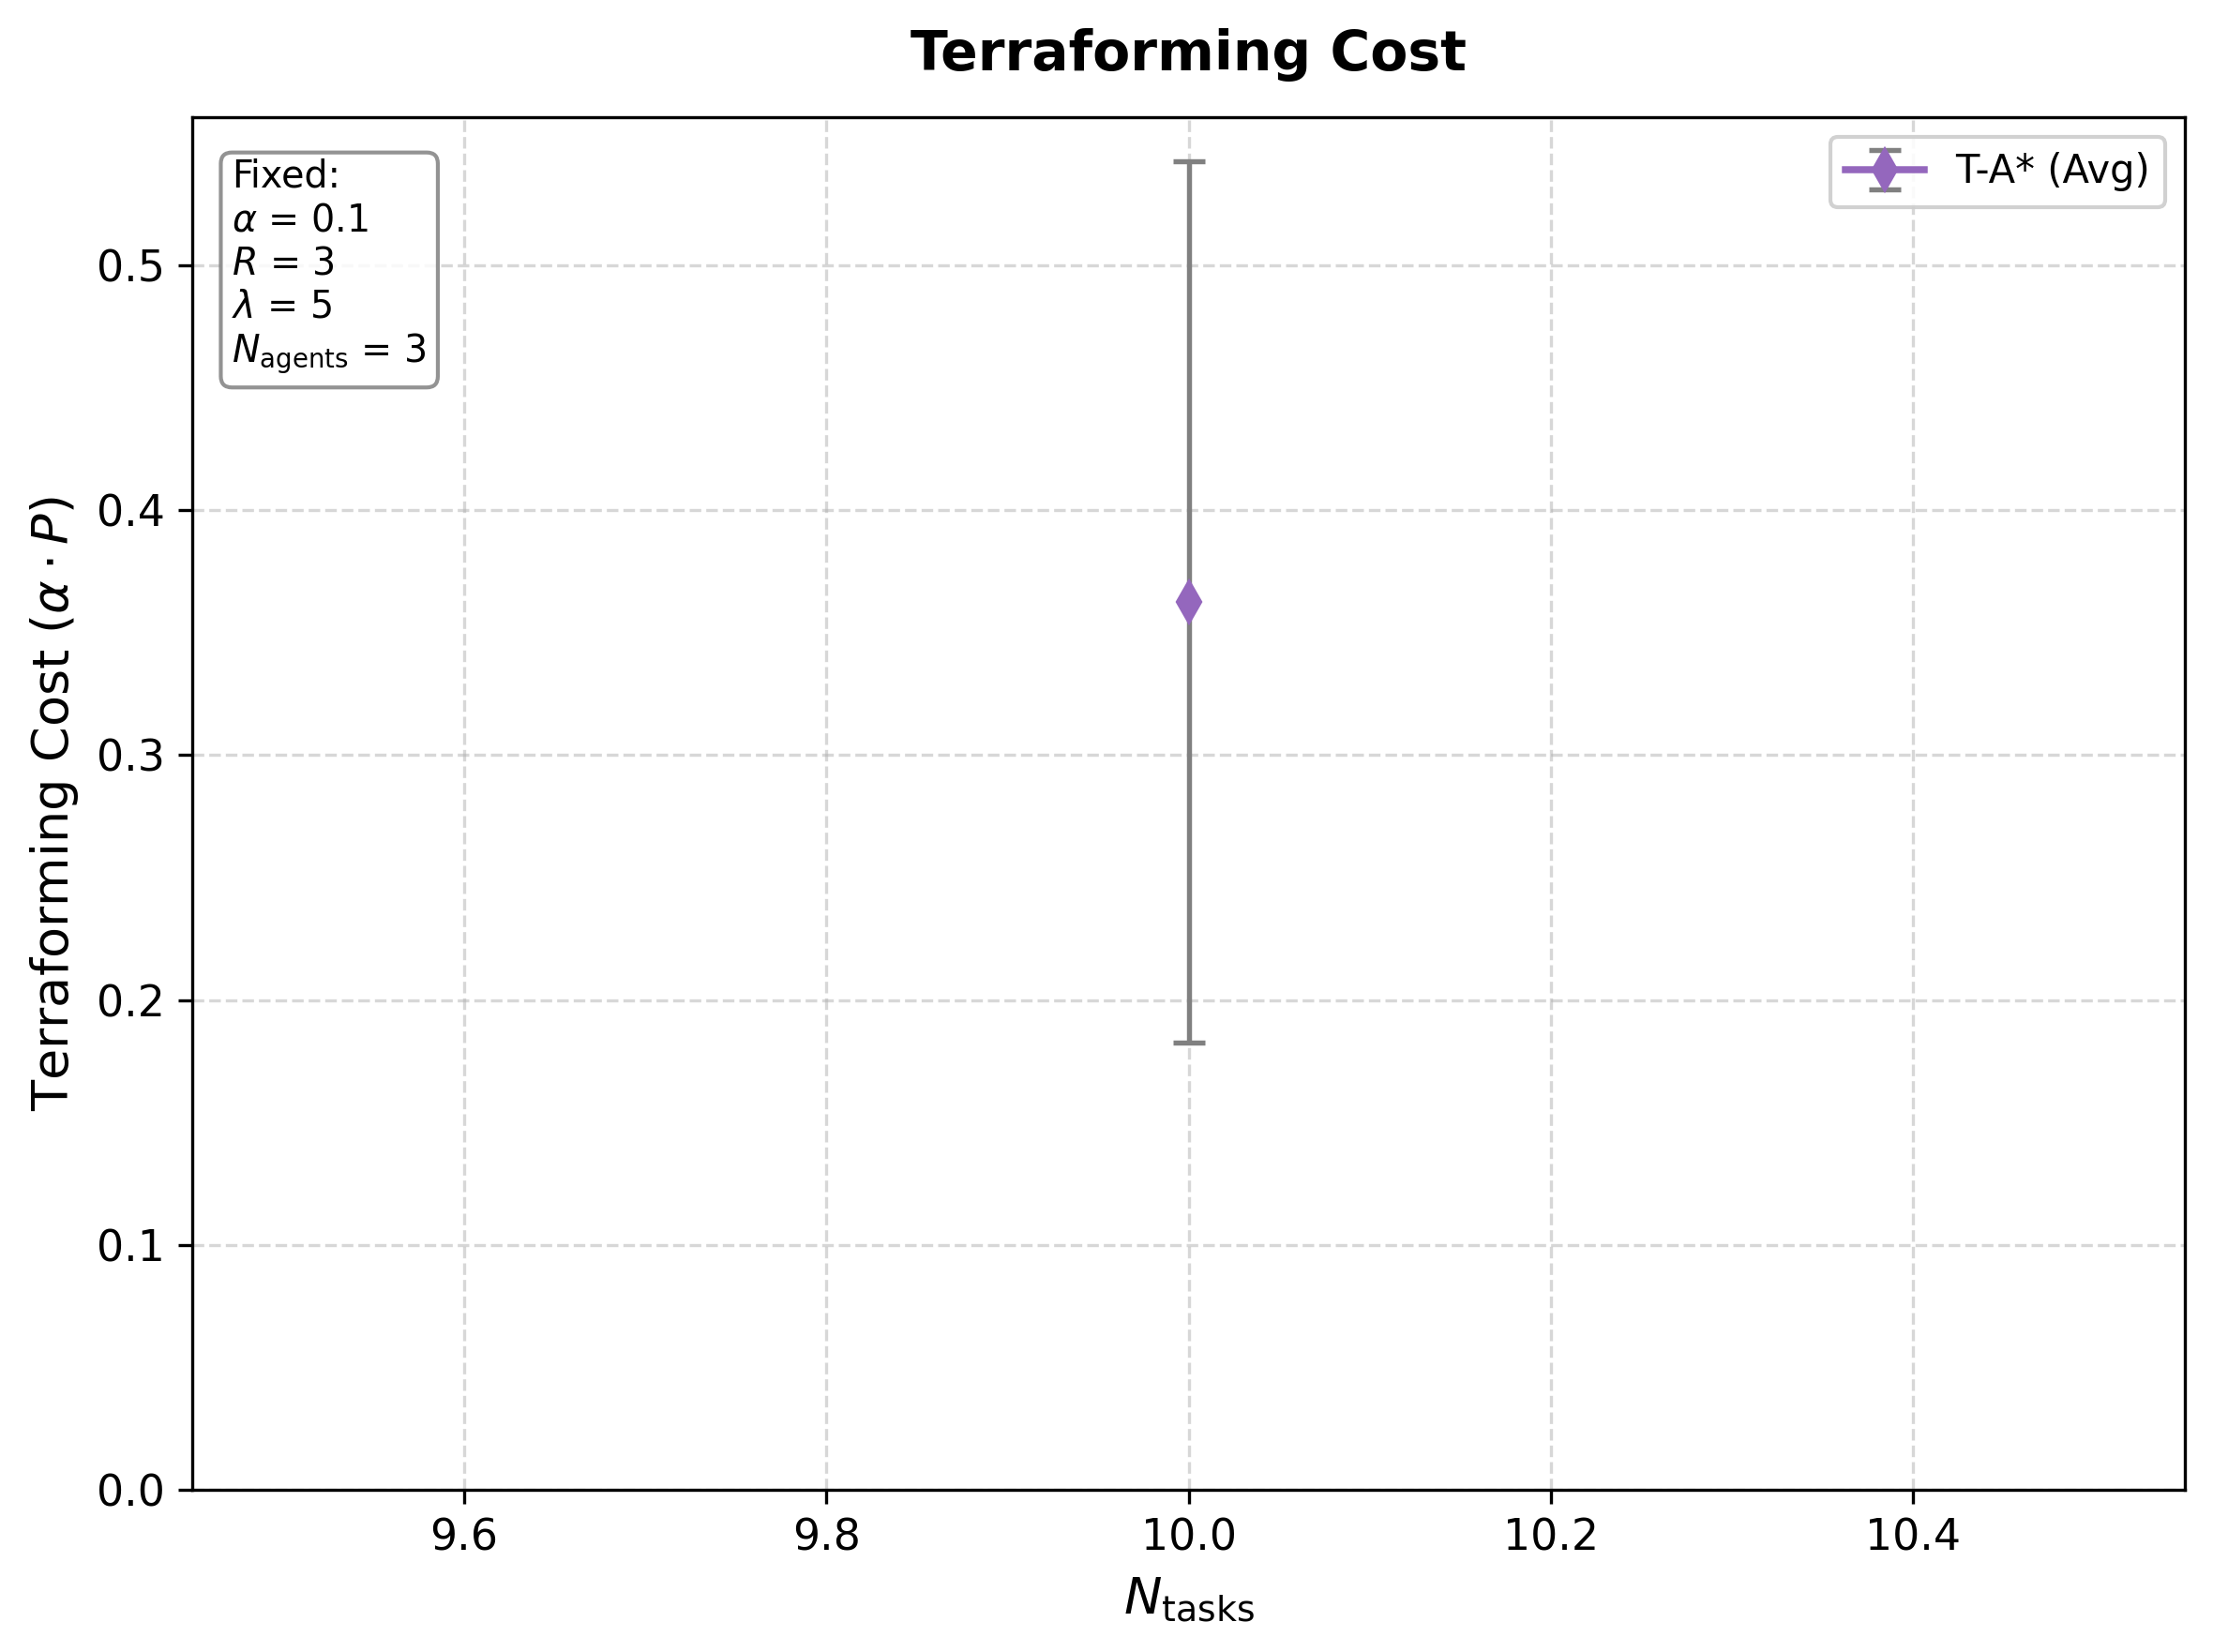 Terraforming Cost
Fixed:
α = 0.1
R = 3
λ = 5
N_agents = 3
T-A* (Avg)
Terraforming Cost (α · P)
0.5
0.4
0.3
0.2
0.1
0.0
9.6 9.8 10.0 10.2 10.4
N_tasks